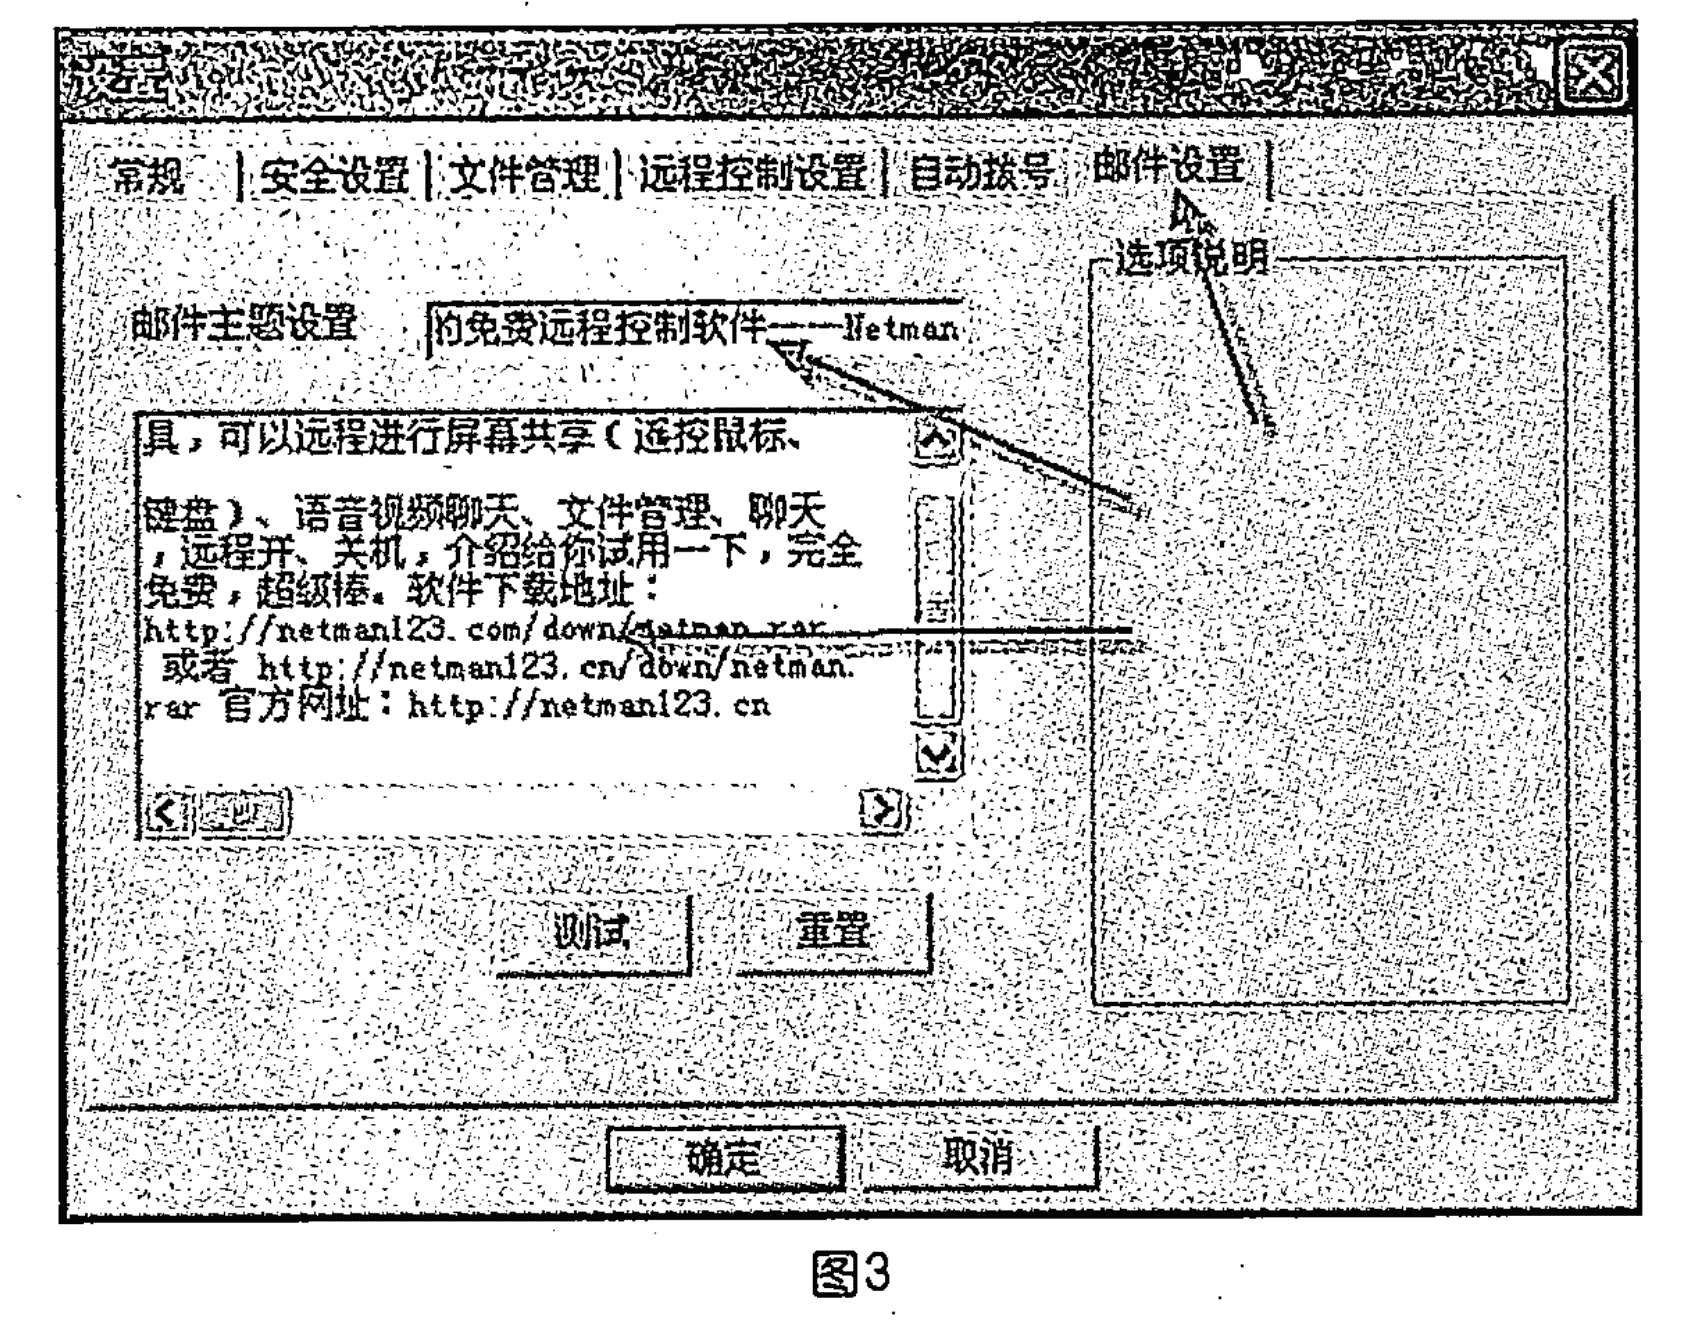 设置
常规 安全设置 文件管理 远程控制设置 自动拨号 邮件设置
选项说明
邮件主题设置 的免费远程控制软件-----Netman
具，可以远程进行屏幕共享（遥控鼠标、
键盘）、语音视频聊天、文件管理、聊天
，远程开、关机，介绍给你试用一下，完全
免费，超级棒。软件下载地址：
http://netman123.com/down/netman.rar
或者 http://netman123.cn/down/netman.
rar 官方网址：http://netman123.cn
测试 重置
确定 取消
图3